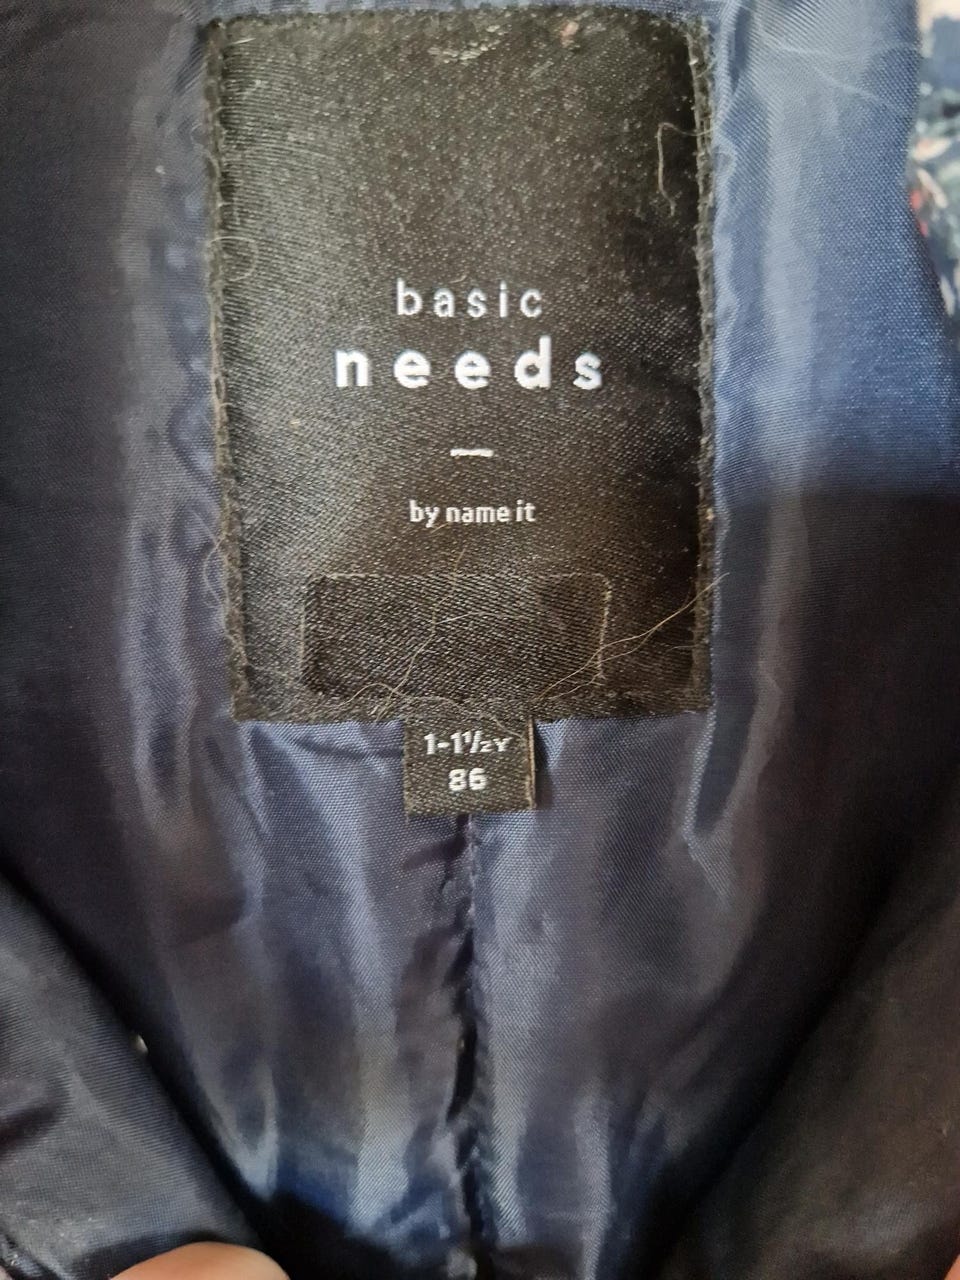 basic
needs
—
by name it
1-1½Y
86